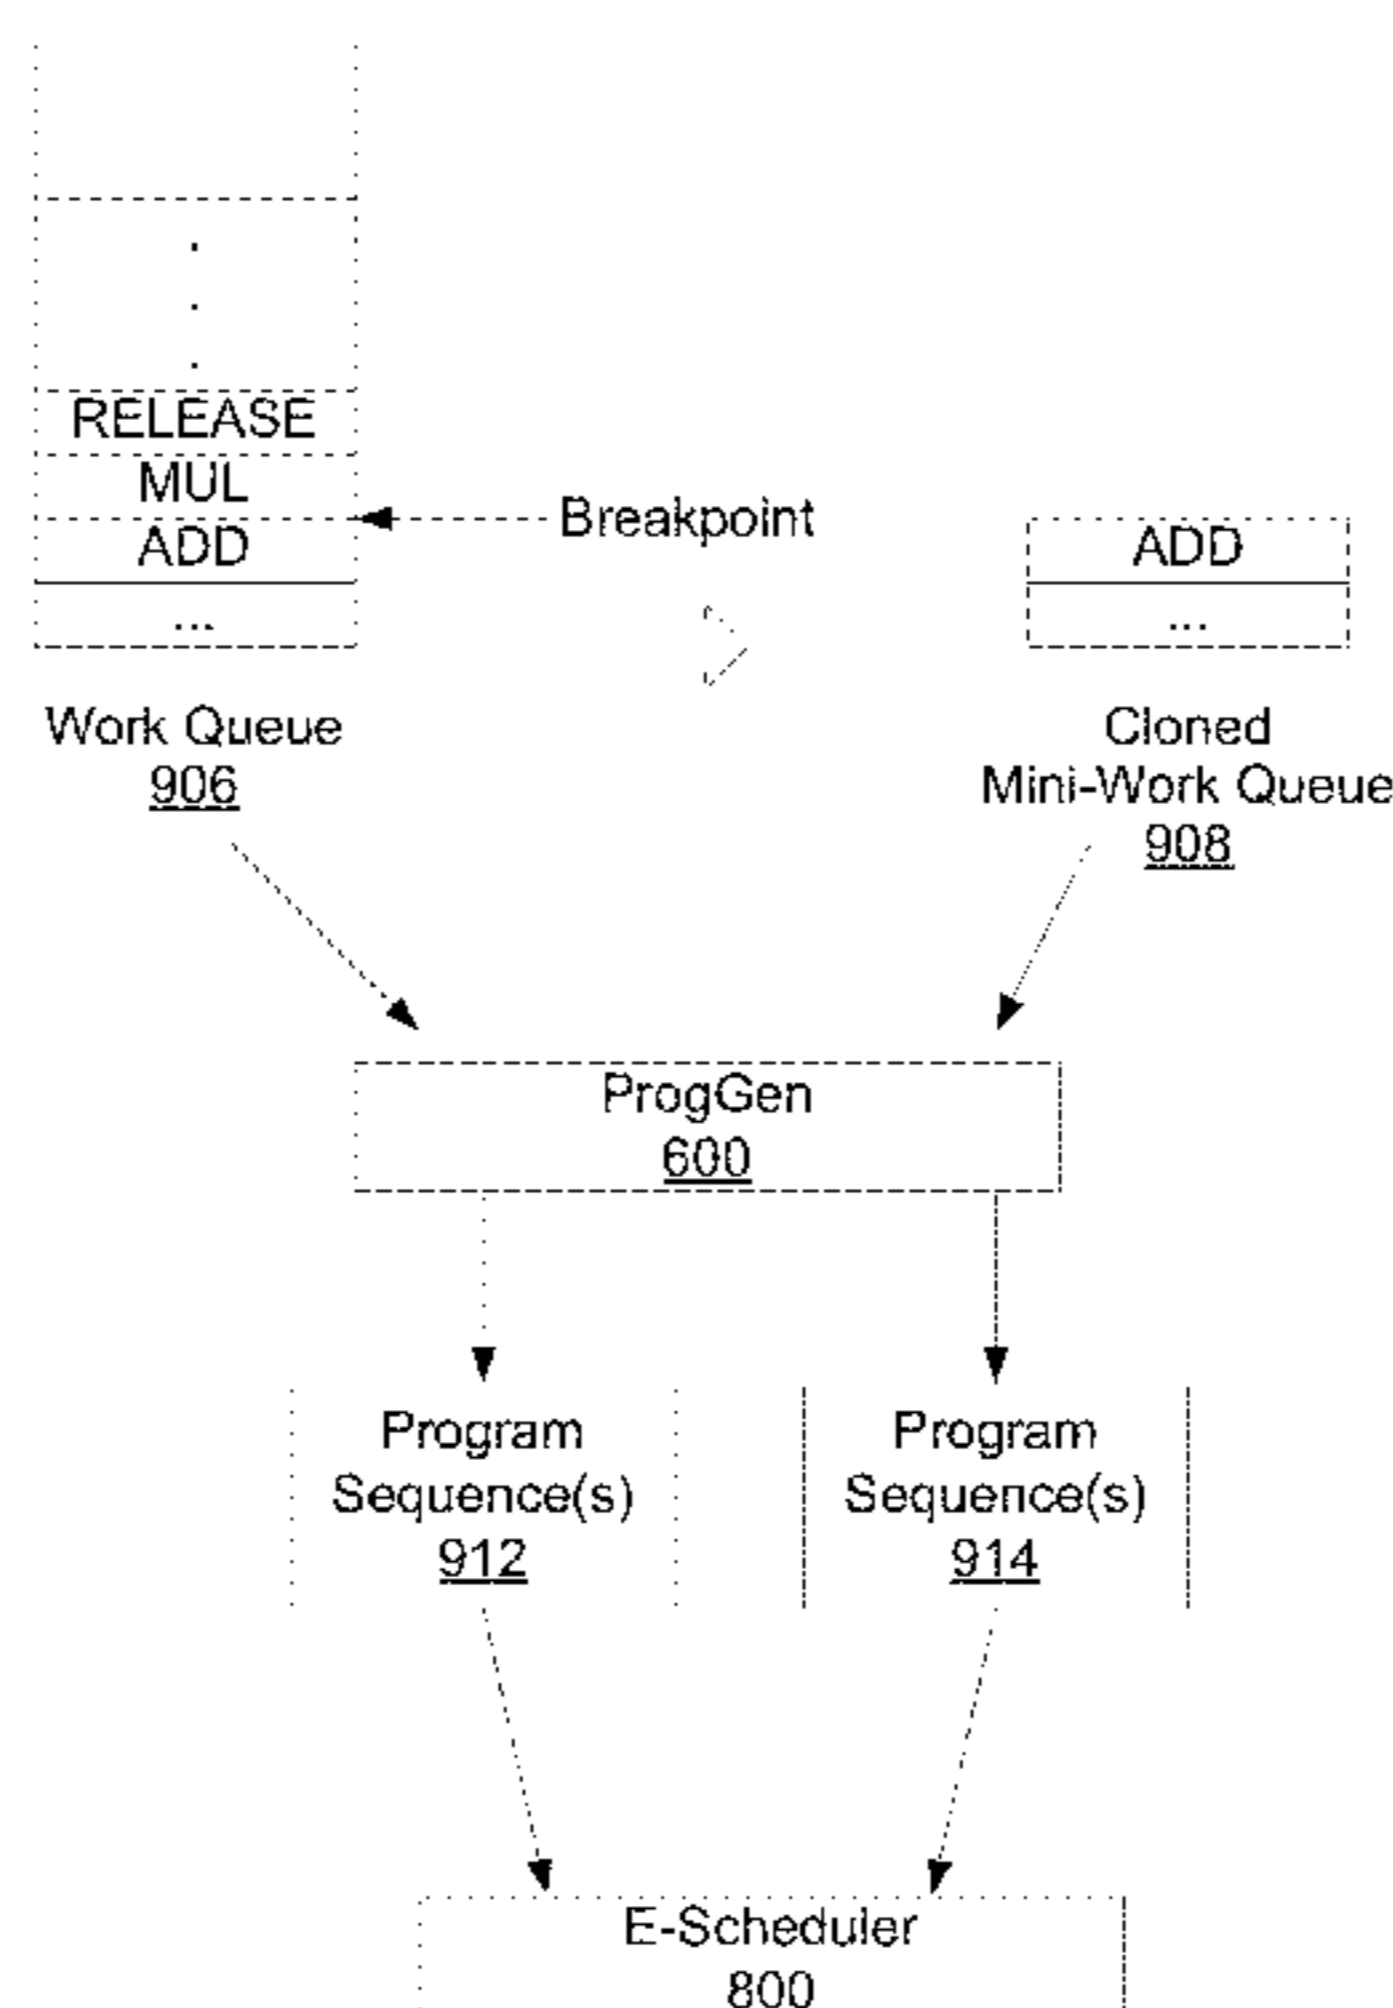 .
.
.
RELEASE
MUL
ADD
...
Breakpoint
ADD
...
Work Queue
906
Cloned
Mini-Work Queue
908
ProgGen
600
Program
Sequence(s)
912
Program
Sequence(s)
914
E-Scheduler
800